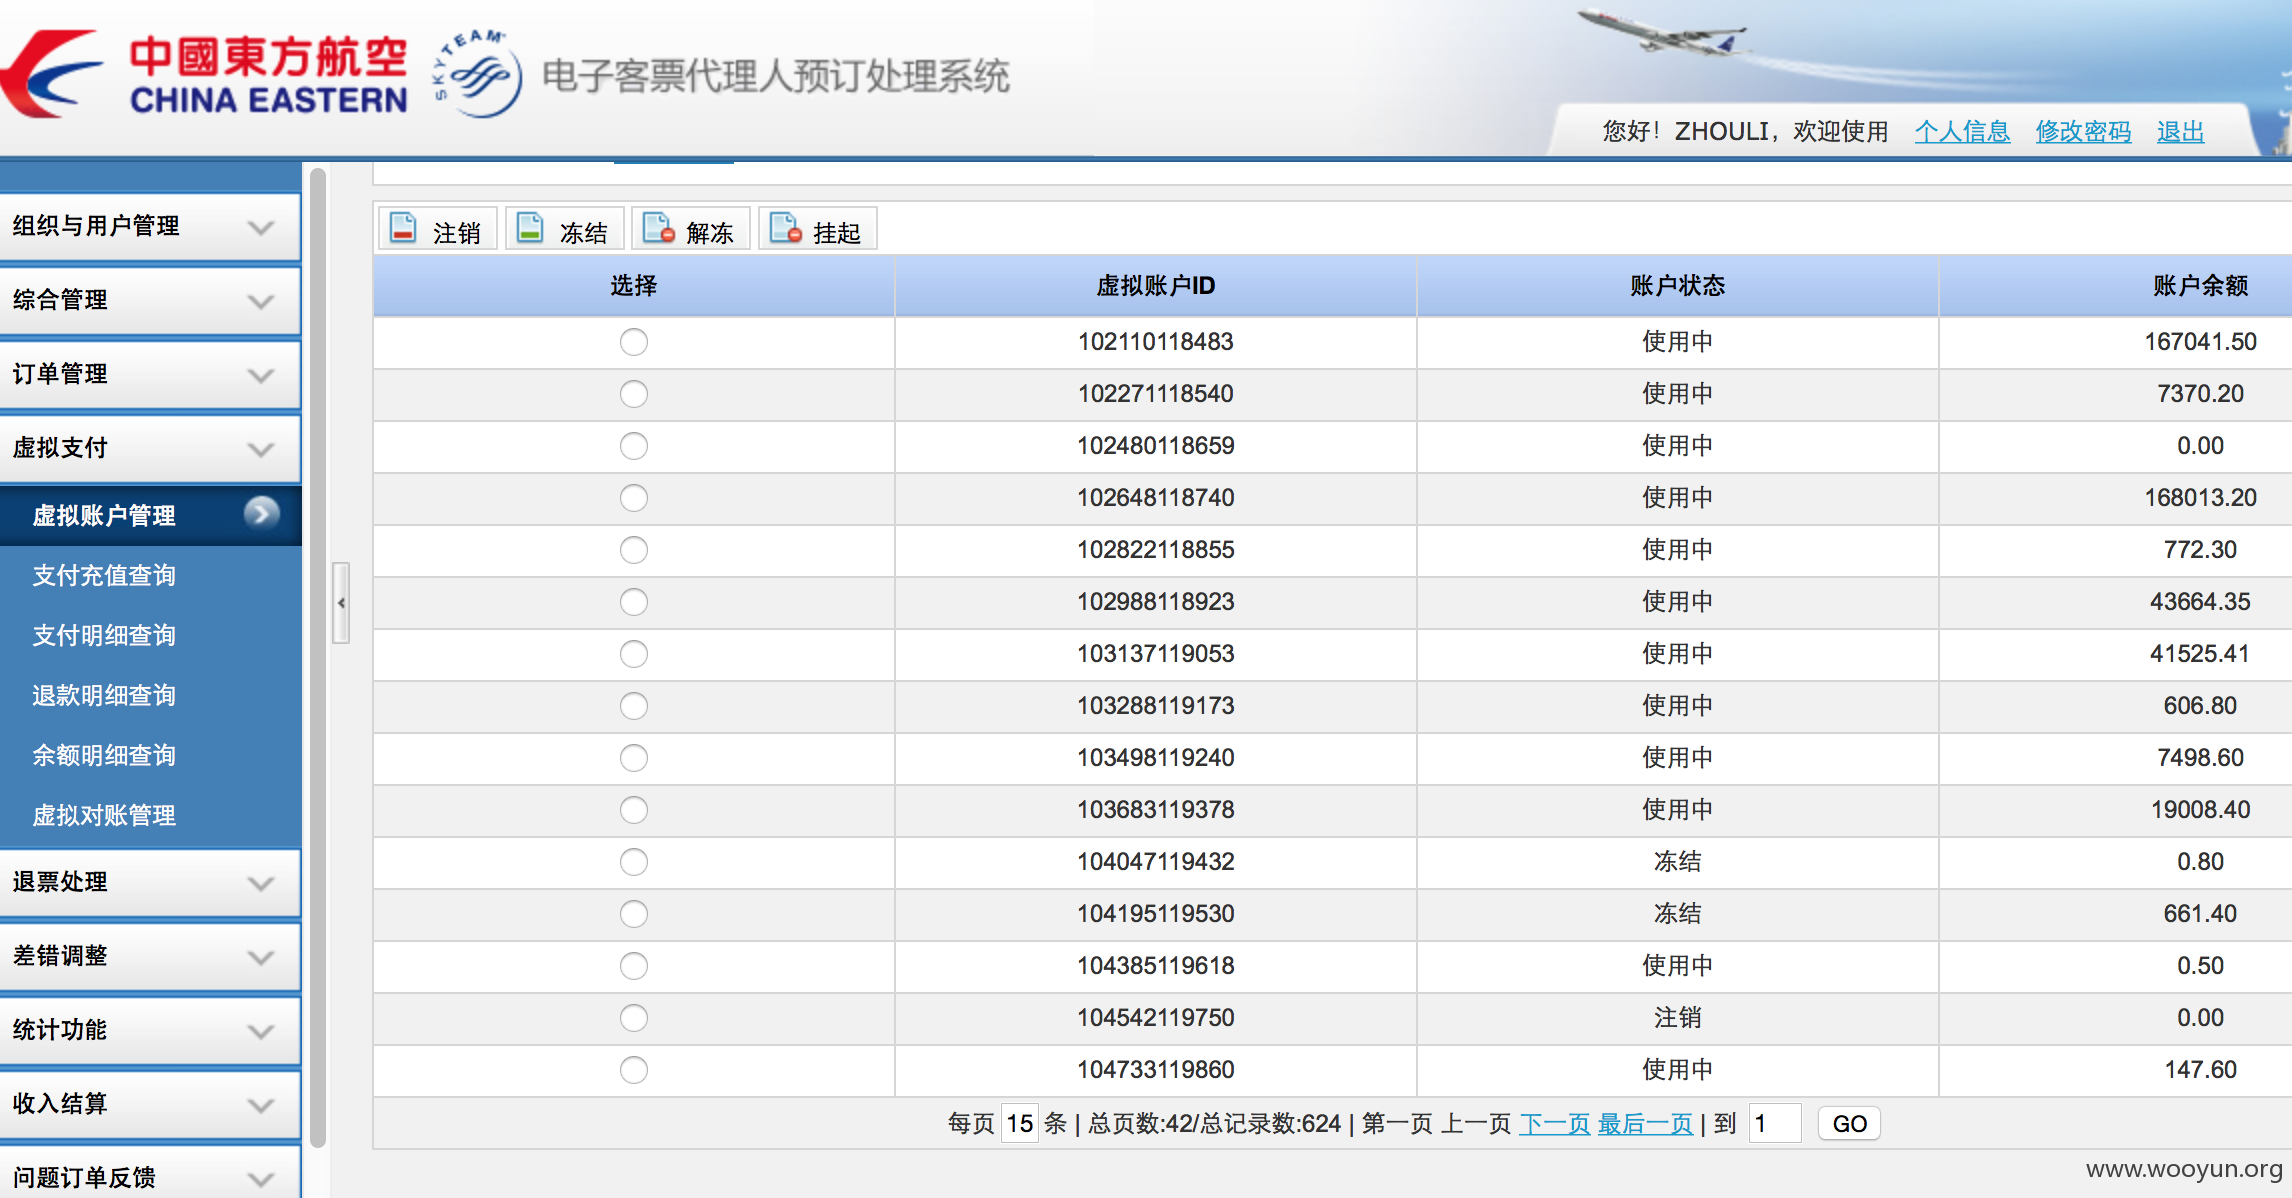 中國東方航空
CHINA EASTERN
SKYTEAM
电子客票代理人预订处理系统
您好！ZHOULI，欢迎使用 个人信息 修改密码 退出
组织与用户管理
综合管理
订单管理
虚拟支付
虚拟账户管理
支付充值查询
支付明细查询
退款明细查询
余额明细查询
虚拟对账管理
退票处理
差错调整
统计功能
收入结算
问题订单反馈
注销 冻结 解冻 挂起
选择 虚拟账户ID 账户状态 账户余额
102110118483 使用中 167041.50
102271118540 使用中 7370.20
102480118659 使用中 0.00
102648118740 使用中 168013.20
102822118855 使用中 772.30
102988118923 使用中 43664.35
103137119053 使用中 41525.41
103288119173 使用中 606.80
103498119240 使用中 7498.60
103683119378 使用中 19008.40
104047119432 冻结 0.80
104195119530 冻结 661.40
104385119618 使用中 0.50
104542119750 注销 0.00
104733119860 使用中 147.60
每页 15 条 | 总页数:42/总记录数:624 | 第一页 上一页 下一页 最后一页 | 到 1 GO
www.wooyun.org